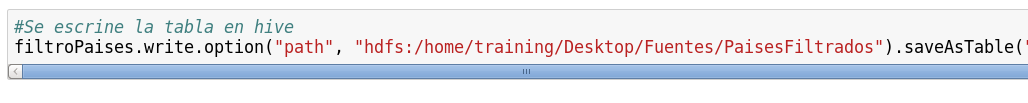 #Se escrine la tabla en hive
filtroPaises.write.option("path", "hdfs:/home/training/Desktop/Fuentes/PaisesFiltrados").saveAsTable("